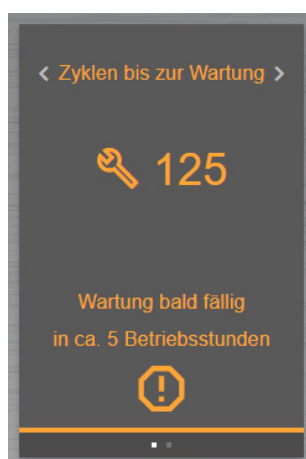 Zyklen bis zur Wartung
125
Wartung bald fällig
in ca. 5 Betriebsstunden